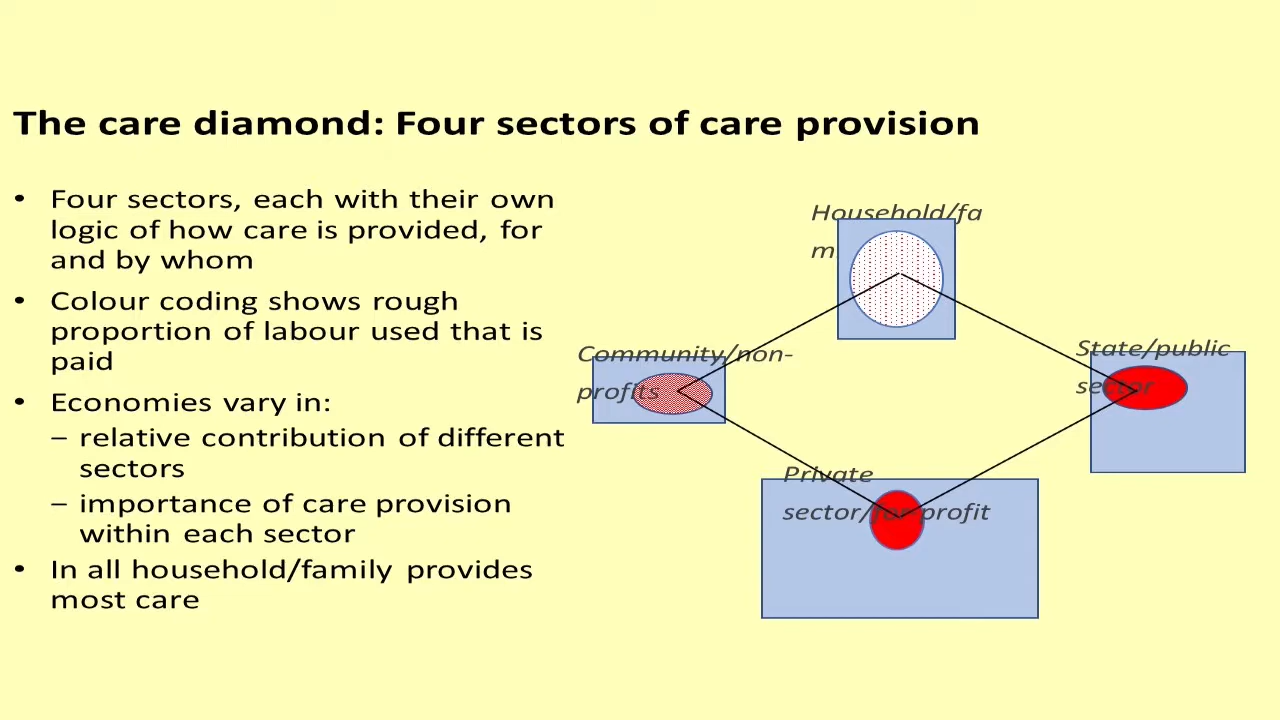 The care diamond: Four sectors of care provision
• Four sectors, each with their own
logic of how care is provided, for
and by whom
• Colour coding shows rough
proportion of labour used that is
paid
• Economies vary in:
– relative contribution of different
sectors
– importance of care provision
within each sector
• In all household/family provides
most care
Household/fa
Community/non-
profits
State/public
sector
Private
sector/for profit